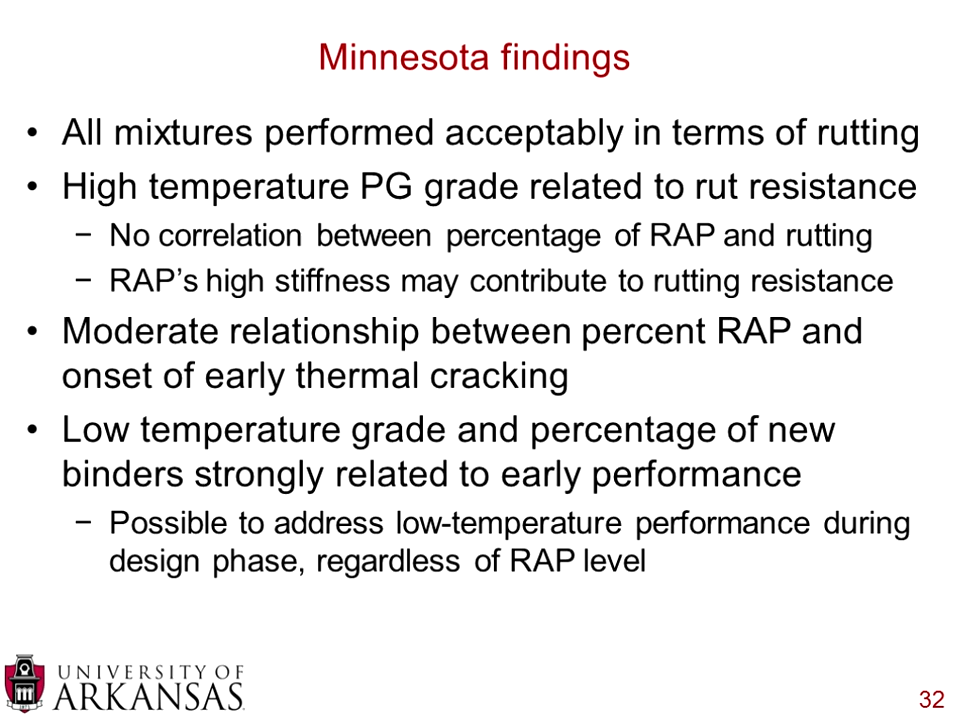 Minnesota findings
• All mixtures performed acceptably in terms of rutting
• High temperature PG grade related to rut resistance
− No correlation between percentage of RAP and rutting
− RAP’s high stiffness may contribute to rutting resistance
• Moderate relationship between percent RAP and
onset of early thermal cracking
• Low temperature grade and percentage of new
binders strongly related to early performance
− Possible to address low-temperature performance during
design phase, regardless of RAP level
UNIVERSITY OF
ARKANSAS
32